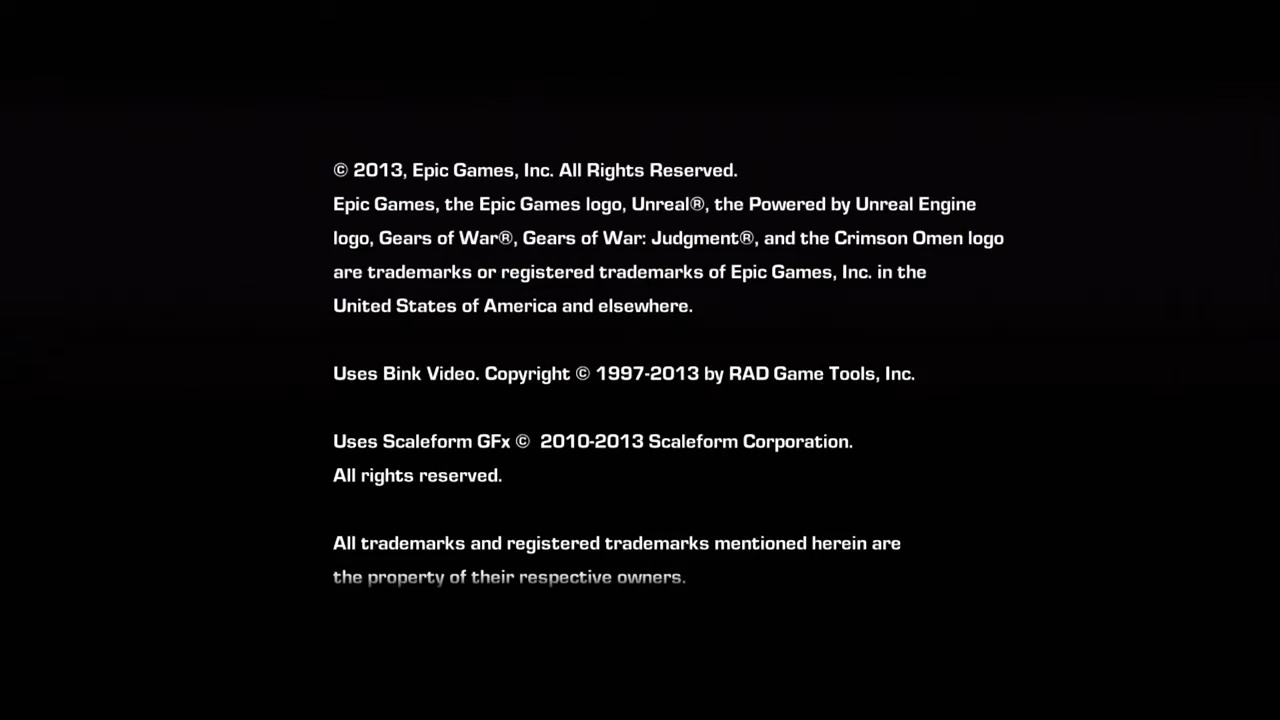 © 2013, Epic Games, Inc. All Rights Reserved.
Epic Games, the Epic Games logo, Unreal®, the Powered by Unreal Engine
logo, Gears of War®, Gears of War: Judgment®, and the Crimson Omen logo
are trademarks or registered trademarks of Epic Games, Inc. in the
United States of America and elsewhere.
Uses Bink Video. Copyright © 1997-2013 by RAD Game Tools, Inc.
Uses Scaleform GFx ©  2010-2013 Scaleform Corporation.
All rights reserved.
All trademarks and registered trademarks mentioned herein are
the property of their respective owners.